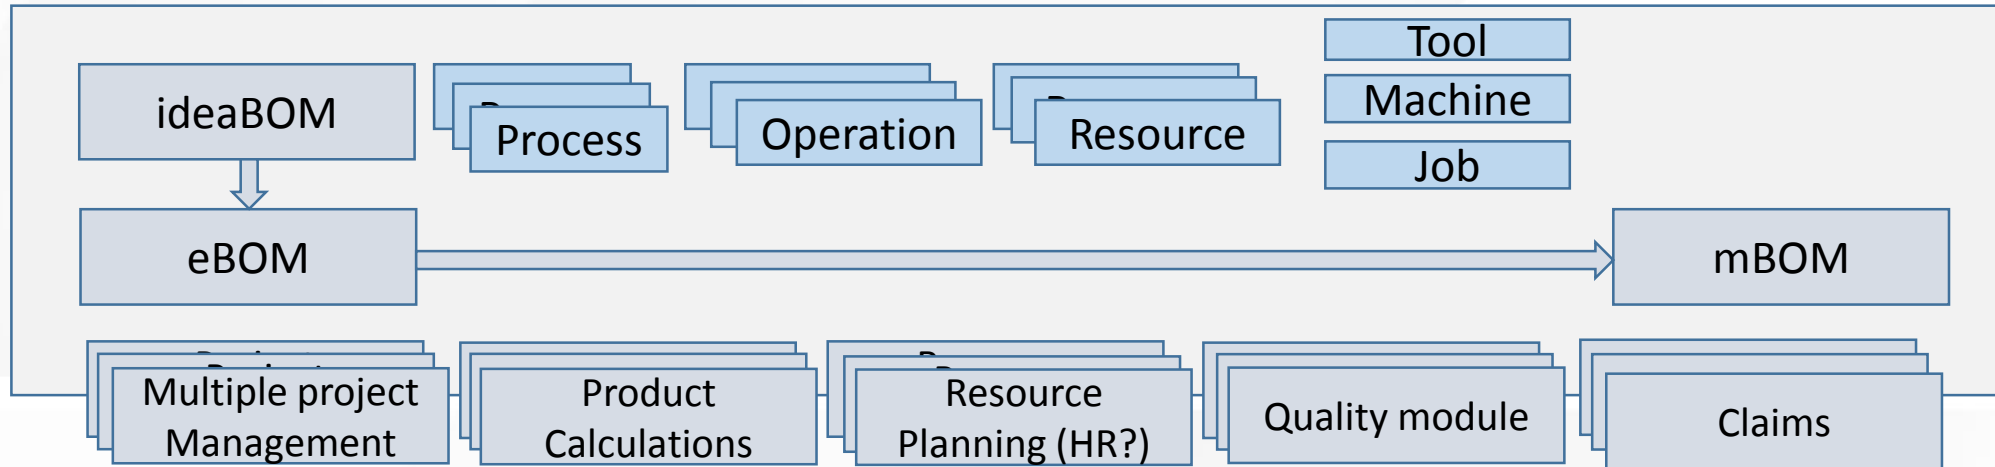 Tool
ideaBOM
Machine
Process
Operation
Resource
Job
eBOM
mBOM
Multiple project
Management
Product
Calculations
Resource
Planning (HR?)
Quality module
Claims